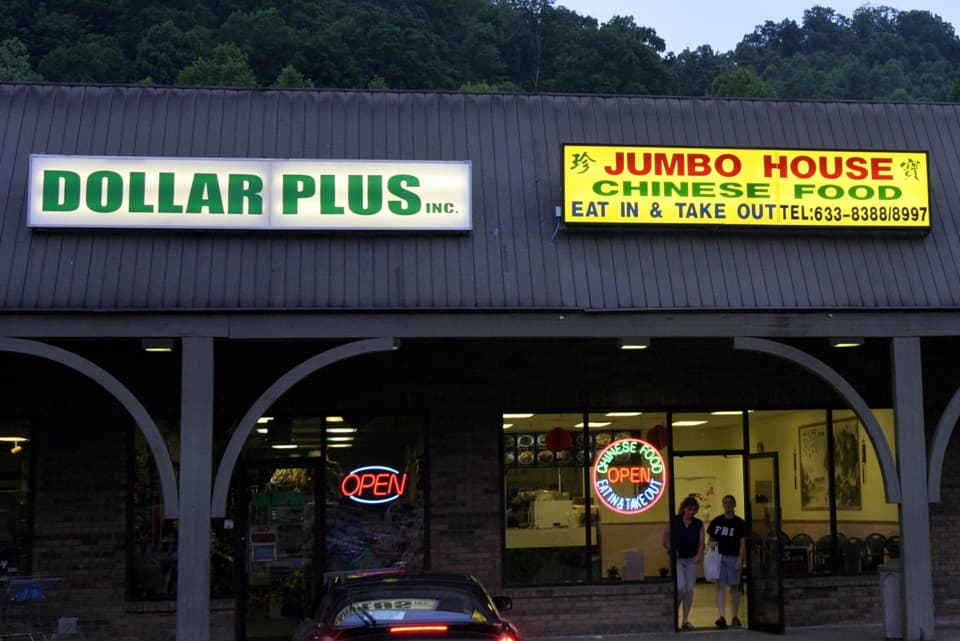 DOLLAR PLUS INC.
珍 JUMBO HOUSE 寶
CHINESE FOOD
EAT IN & TAKE OUT TEL:633-8388/8997
OPEN
CHINESE FOOD
OPEN
EAT IN & TAKE OUT
FBI